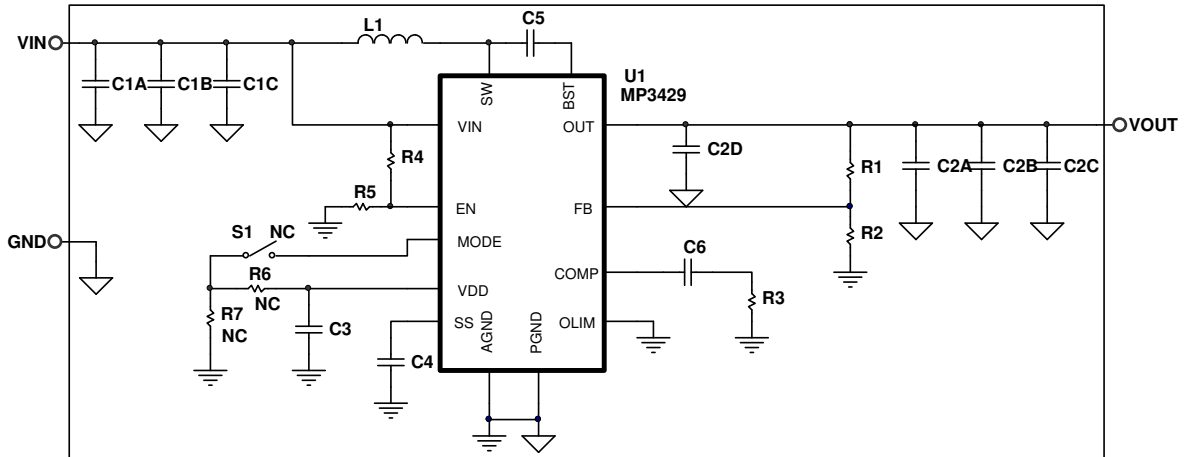 L1
C5
VIN
U1
MP3429
C1A
C1B
C1C
SW
BST
VIN
OUT
VOUT
R4
C2D
R1
C2A
C2B
C2C
R5
EN
FB
S1
NC
MODE
R2
GND
C6
R6
COMP
NC
VDD
R3
R7
NC
C3
SS
AGND
PGND
OLIM
C4